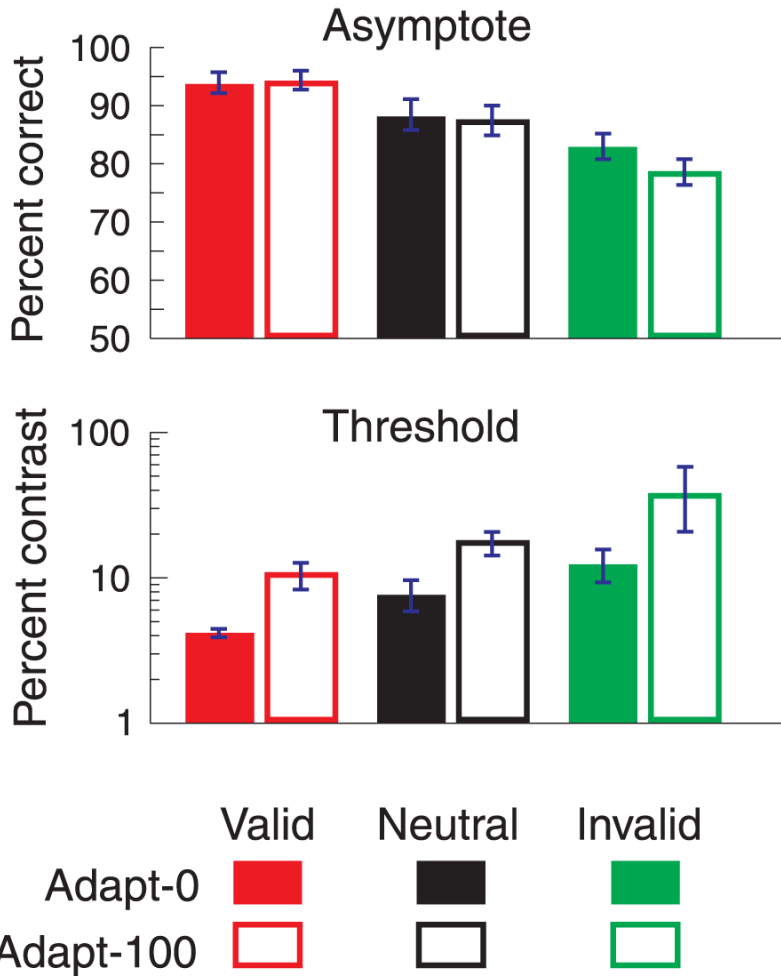 Asymptote
Percent correct
100
90
80
70
60
50
Threshold
Percent contrast
100
10
1
Valid Neutral Invalid
Adapt-0
Adapt-100